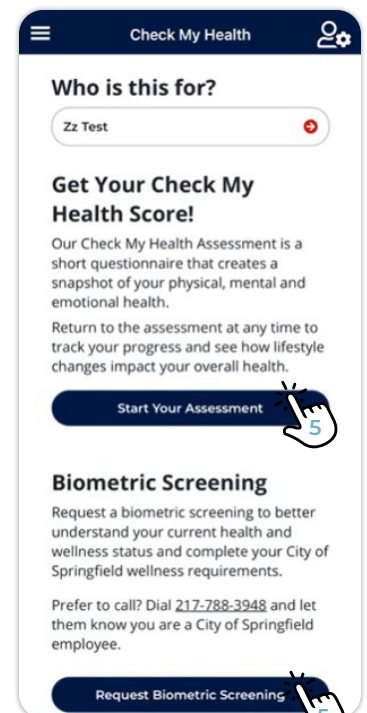 Check My Health
Who is this for?
Zz Test
Get Your Check My
Health Score!
Our Check My Health Assessment is a
short questionnaire that creates a
snapshot of your physical, mental and
emotional health.
Return to the assessment at any time to
track your progress and see how lifestyle
changes impact your overall health.
Start Your Assessment
5
Biometric Screening
Request a biometric screening to better
understand your current health and
wellness status and complete your City of
Springfield wellness requirements.
Prefer to call? Dial 217-788-3948 and let
them know you are a City of Springfield
employee.
Request Biometric Screening
5